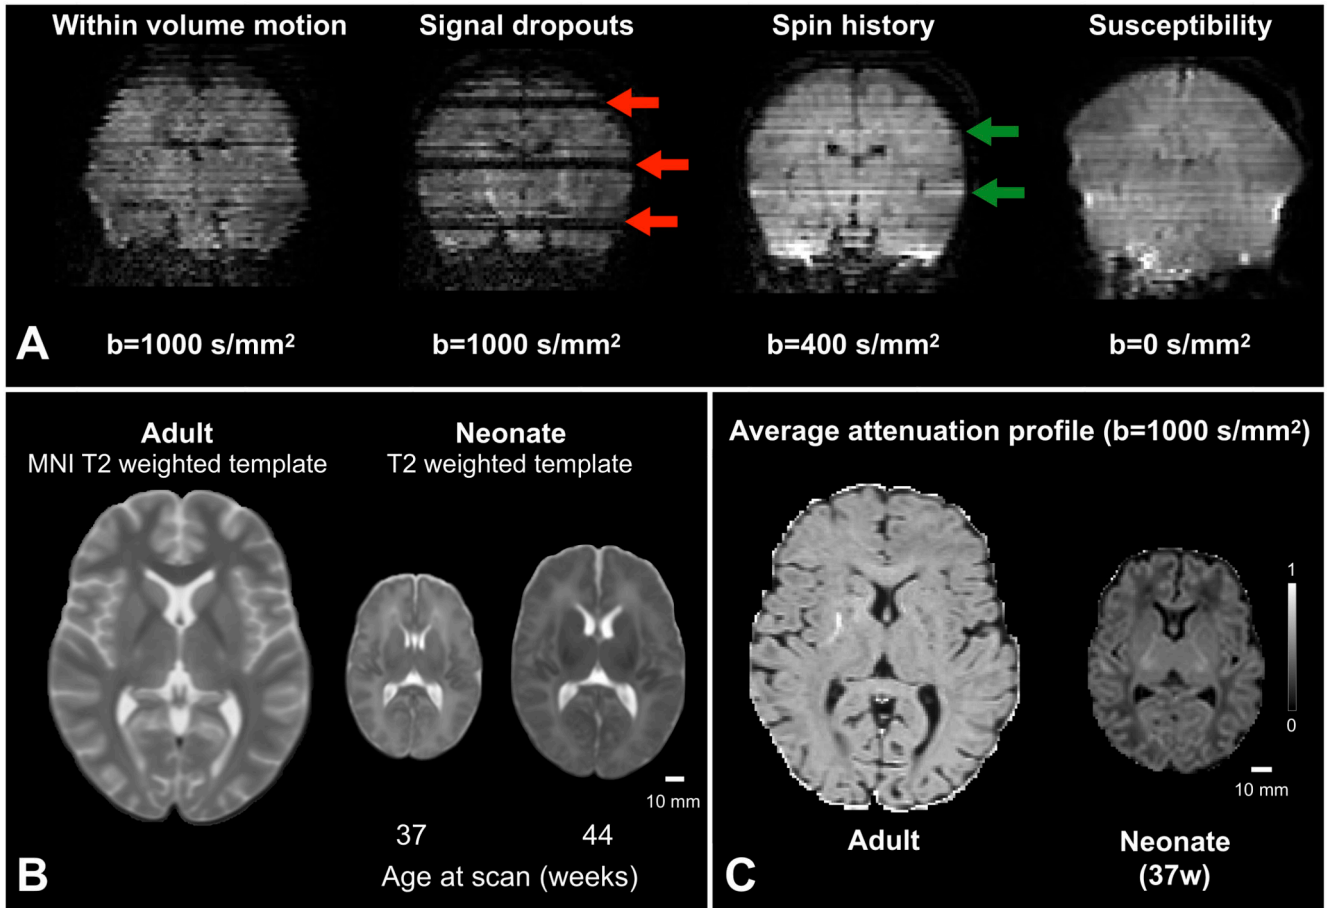 Within volume motion
Signal dropouts
Spin history
Susceptibility
A
b=1000 s/mm²
b=1000 s/mm²
b=400 s/mm²
b=0 s/mm²
Adult
MNI T2 weighted template
Neonate
T2 weighted template
10 mm
37
44
Age at scan (weeks)
B
Average attenuation profile (b=1000 s/mm²)
1
0
10 mm
Adult
Neonate
(37w)
C